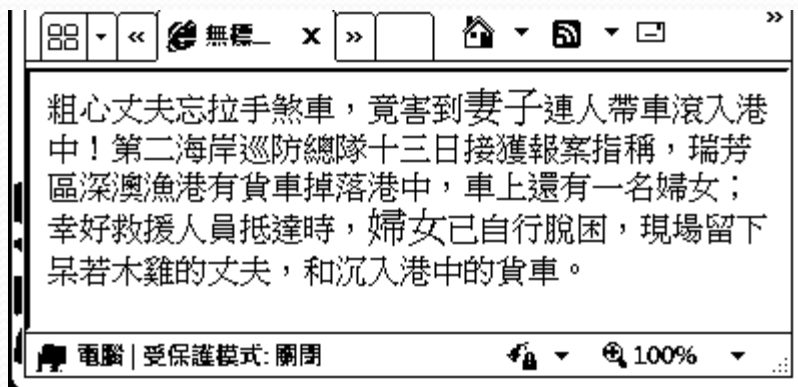 無標_ x
粗心丈夫忘拉手煞車，竟害到妻子連人帶車滾入港
中！第二海岸巡防總隊十三日接獲報案指稱，瑞芳
區深澳漁港有貨車掉落港中，車上還有一名婦女；
幸好救援人員抵達時，婦女己自行脫困，現場留下
呆若木雞的丈夫，和沉入港中的貨車。
電腦 | 受保護模式: 關閉 100%